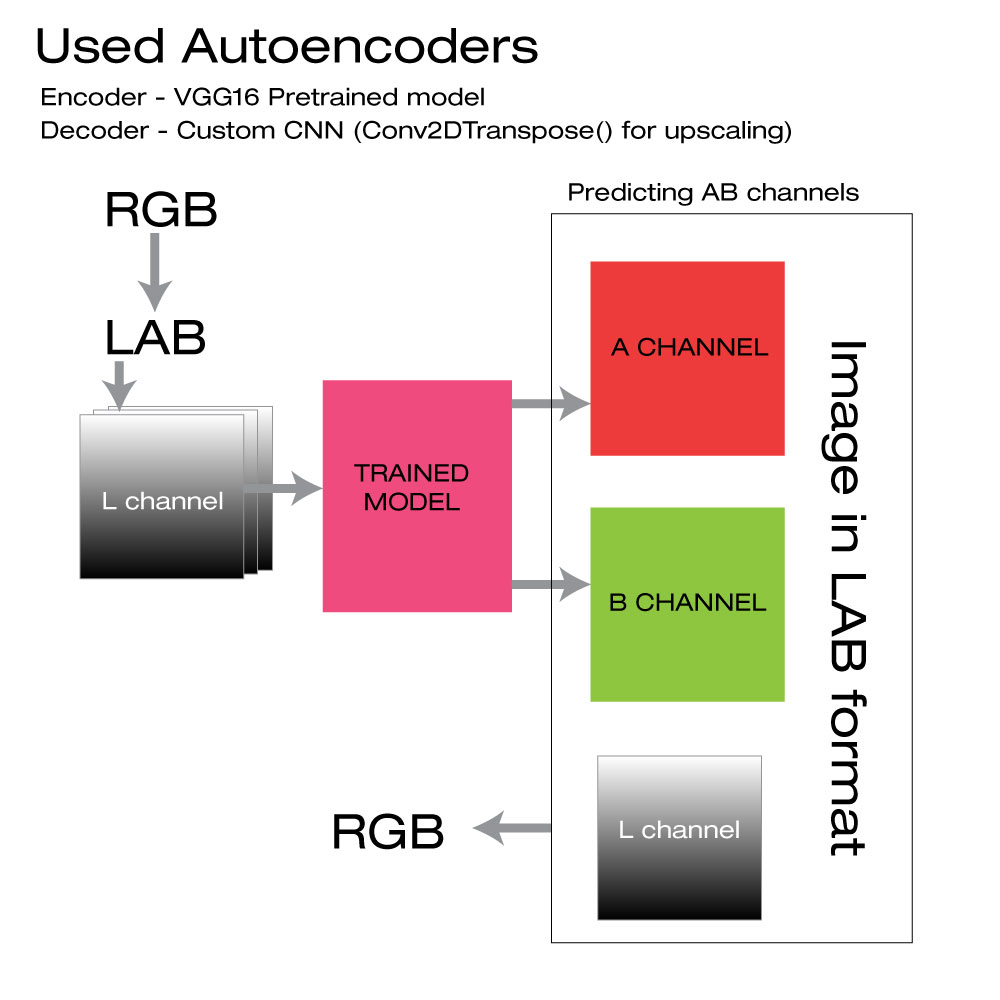 Used Autoencoders
Encoder - VGG16 Pretrained model
Decoder - Custom CNN (Conv2DTranspose() for upscaling)
RGB
LAB
L channel
TRAINED
MODEL
Predicting AB channels
A CHANNEL
B CHANNEL
L channel
Image in LAB format
RGB